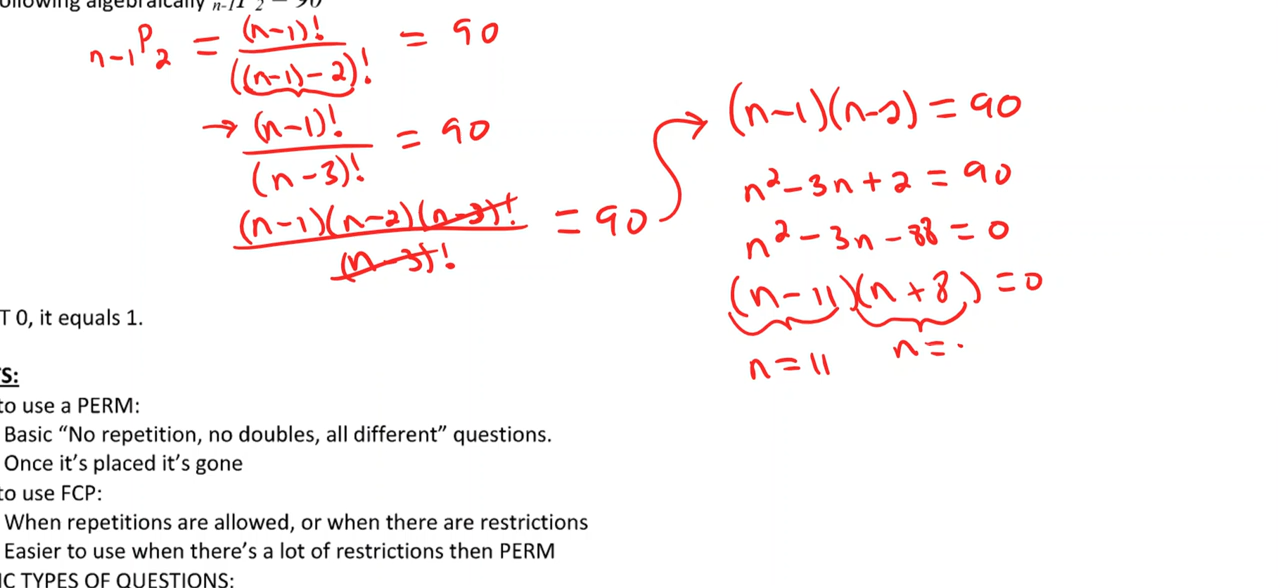 ollowing algebraically n-1P2 = 90
n-1P2 = (n-1)! / ((n-1)-2)! = 90
→ (n-1)! / (n-3)! = 90
(n-1)(n-2)(n-3)! / (n-3)! = 90
(n-1)(n-2) = 90
n²-3n+2 = 90
n²-3n-88 = 0
(n-11)(n+8) = 0
n=11 n=.
T 0, it equals 1.
S:
to use a PERM:
Basic “No repetition, no doubles, all different” questions.
Once it’s placed it’s gone
to use FCP:
When repetitions are allowed, or when there are restrictions
Easier to use when there’s a lot of restrictions then PERM
IC TYPES OF QUESTIONS: